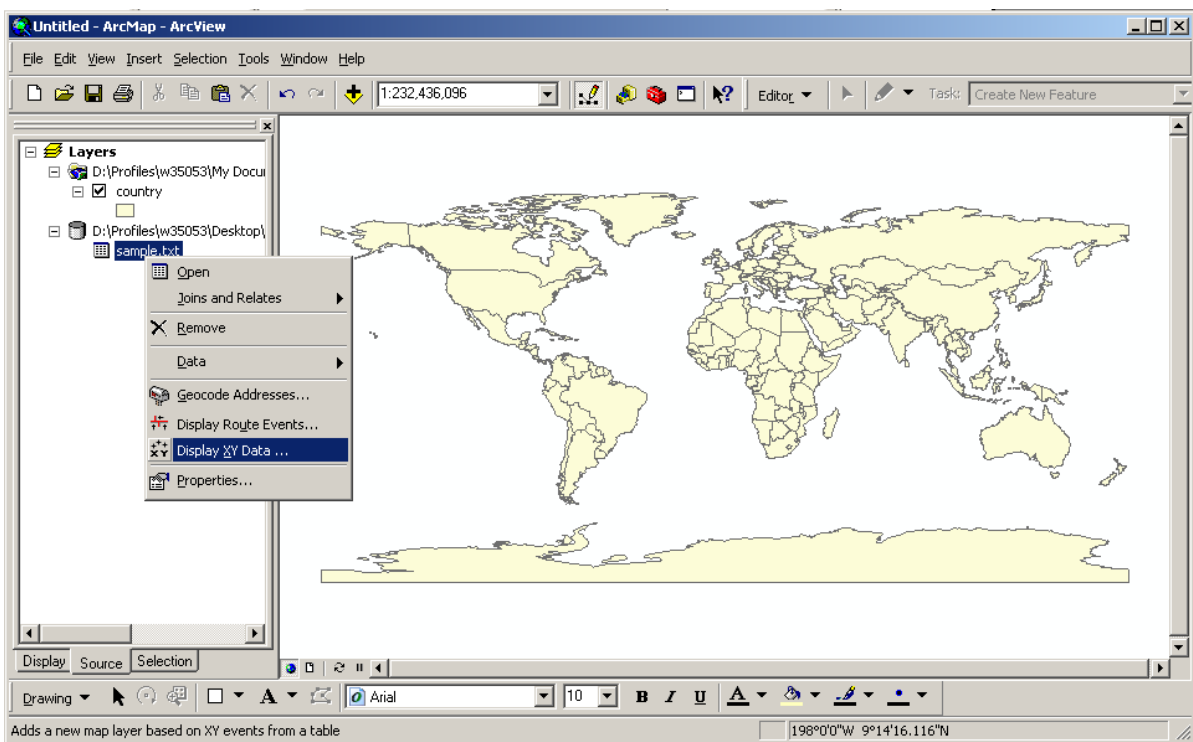 Untitled - ArcMap - ArcView
File Edit View Insert Selection Tools Window Help
1:232,436,096 Editor Task: Create New Feature
Layers
D:\Profiles\w35053\My Docu
country
D:\Profiles\w35053\Desktop\
sample.txt
Open
Joins and Relates
Remove
Data
Geocode Addresses...
Display Route Events...
Display XY Data ...
Properties...
Display Source Selection
Drawing A Arial 10 B I U A
Adds a new map layer based on XY events from a table 198°0'0"W 9°14'16.116"N